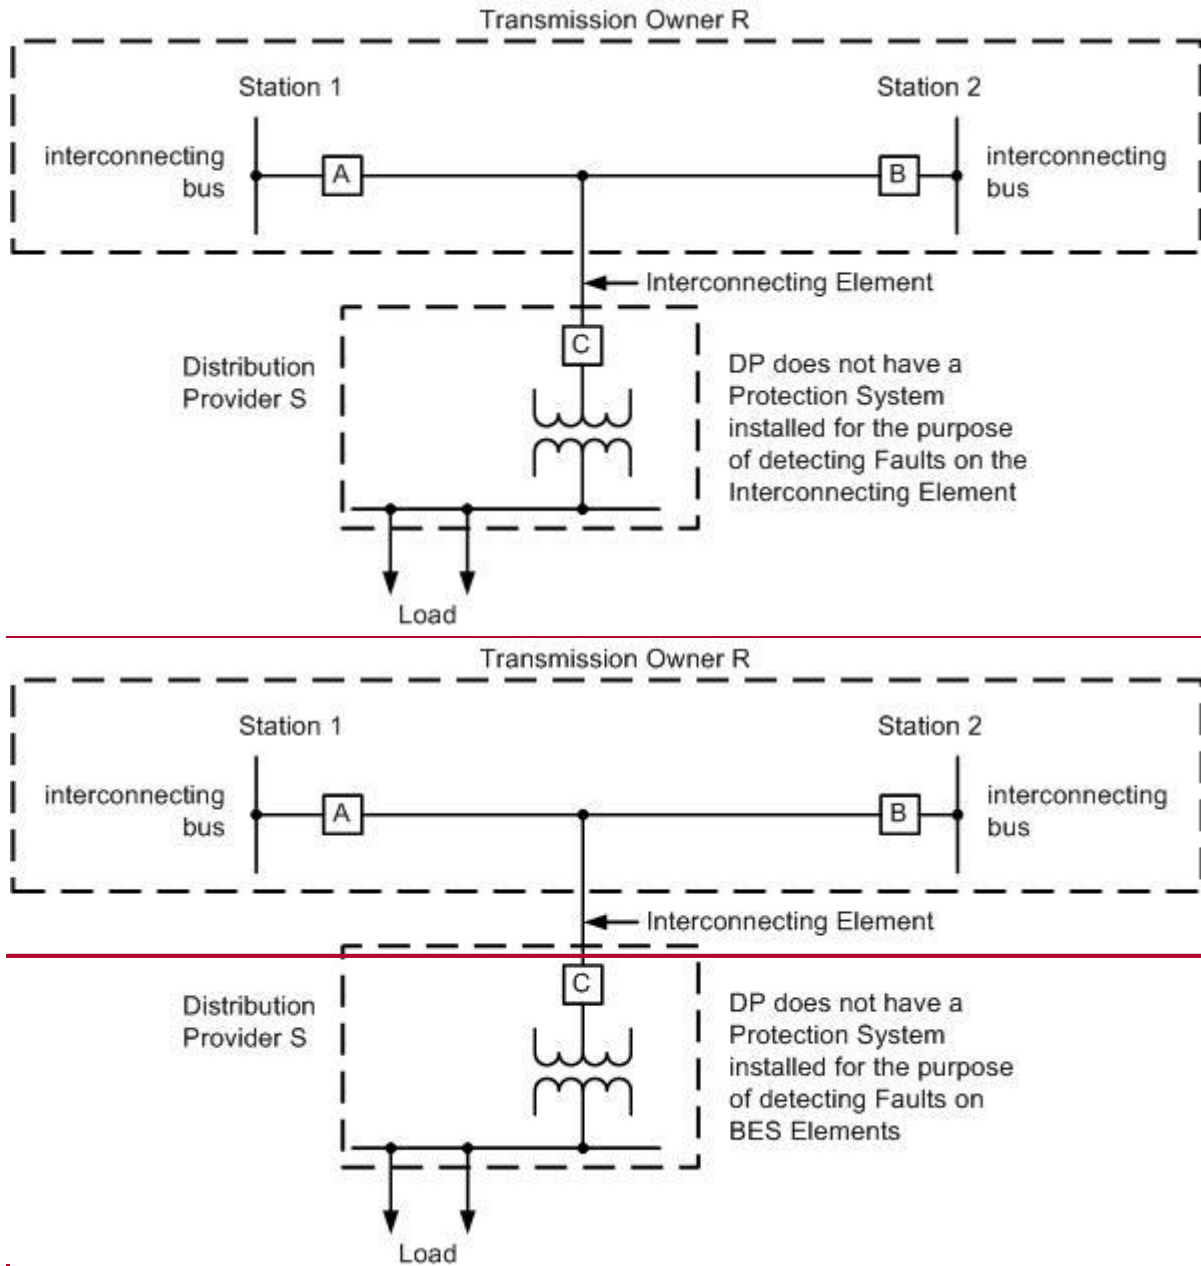 Transmission Owner R
Station 1
Station 2
interconnecting
bus
A
B
interconnecting
bus
Interconnecting Element
Distribution
Provider S
C
DP does not have a
Protection System
installed for the purpose
of detecting Faults on the
Interconnecting Element
Load
Transmission Owner R
Station 1
Station 2
interconnecting
bus
A
B
interconnecting
bus
Interconnecting Element
Distribution
Provider S
C
DP does not have a
Protection System
installed for the purpose
of detecting Faults on
BES Elements
Load